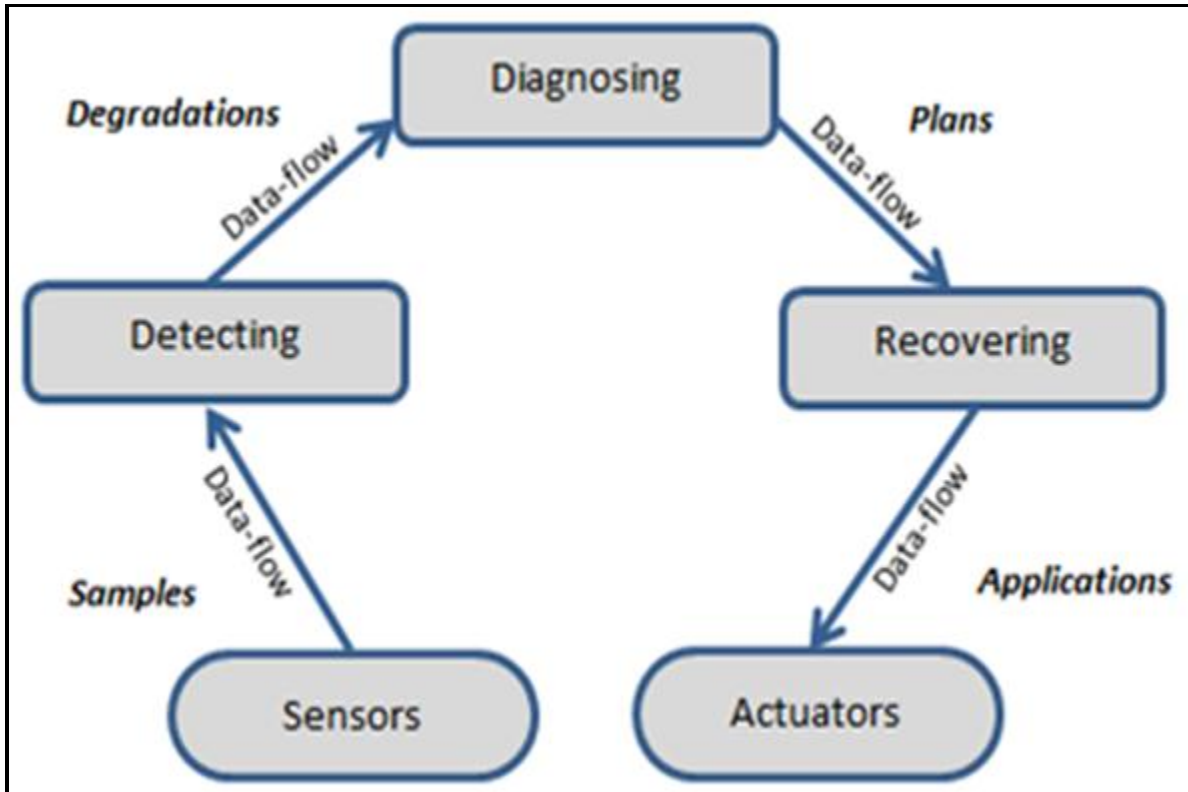 Diagnosing
Degradations
Plans
Data-flow
Data-flow
Detecting
Recovering
Data-flow
Data-flow
Samples
Applications
Sensors
Actuators